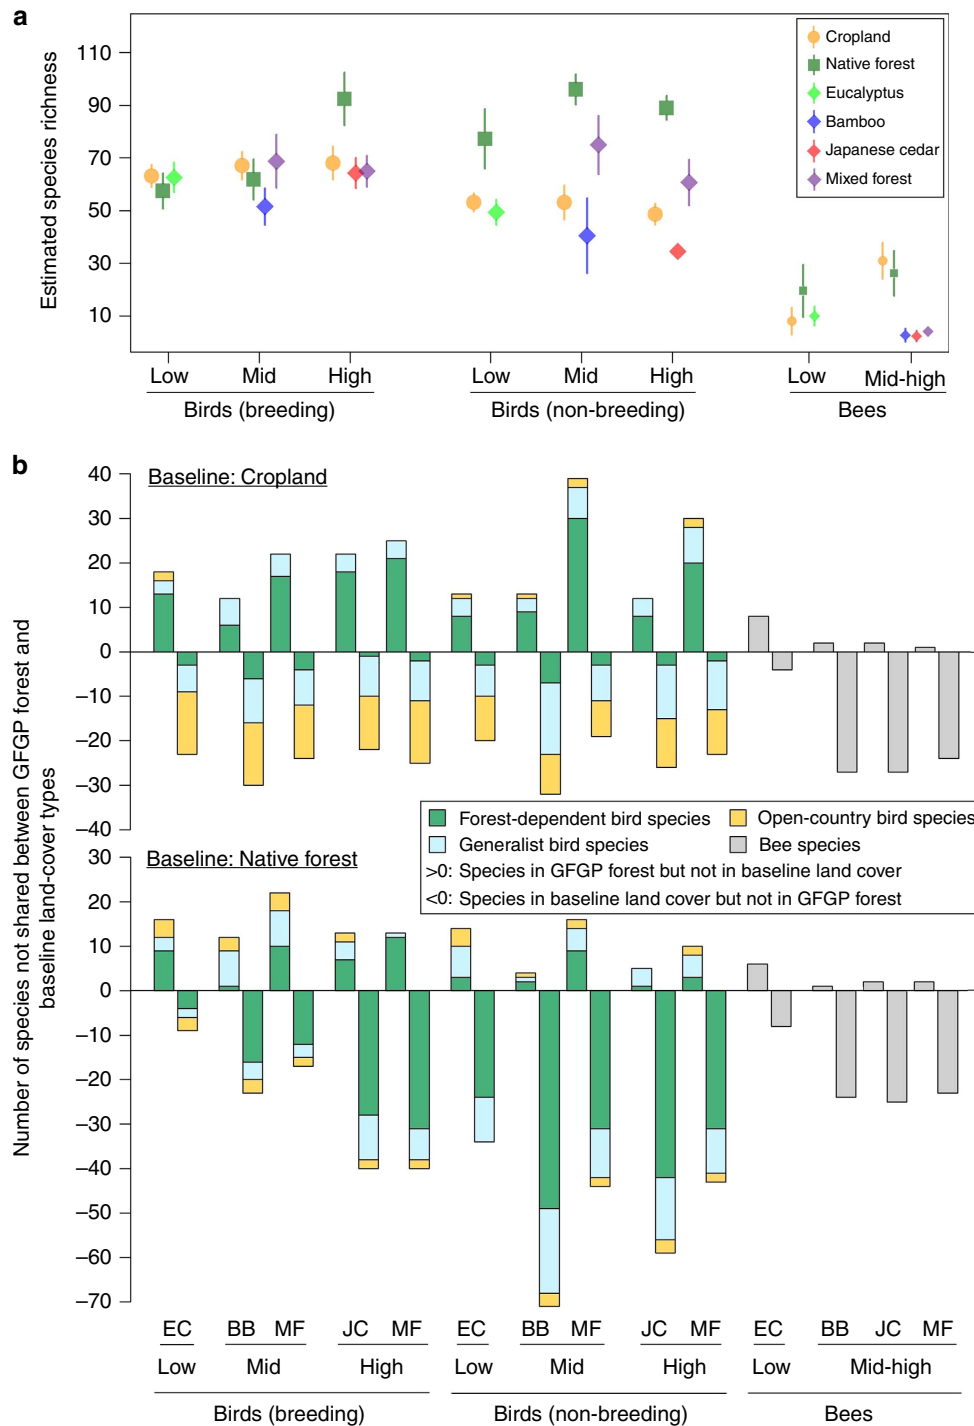 a
Estimated species richness
110
90
70
50
30
10
Cropland
Native forest
Eucalyptus
Bamboo
Japanese cedar
Mixed forest
Low Mid High Low Mid High Low Mid-high
Birds (breeding) Birds (non-breeding) Bees
b
Number of species not shared between GFGP forest and
baseline land-cover types
Baseline: Cropland
40
30
20
10
0
−10
−20
−30
−40
Forest-dependent bird species Open-country bird species
Generalist bird species Bee species
>0: Species in GFGP forest but not in baseline land cover
<0: Species in baseline land cover but not in GFGP forest
Baseline: Native forest
30
20
10
0
−10
−20
−30
−40
−50
−60
−70
EC BB MF JC MF EC BB MF JC MF EC BB JC MF
Low Mid High Low Mid High Low Mid-high
Birds (breeding) Birds (non-breeding) Bees